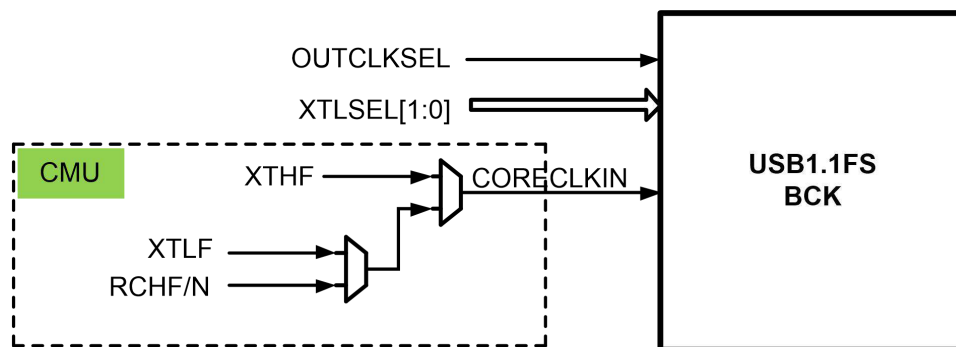 OUTCLKSEL
XTLSEL[1:0]
CMU
XTHF
CORECLKIN
XTLF
RCHF/N
USB1.1FS
BCK